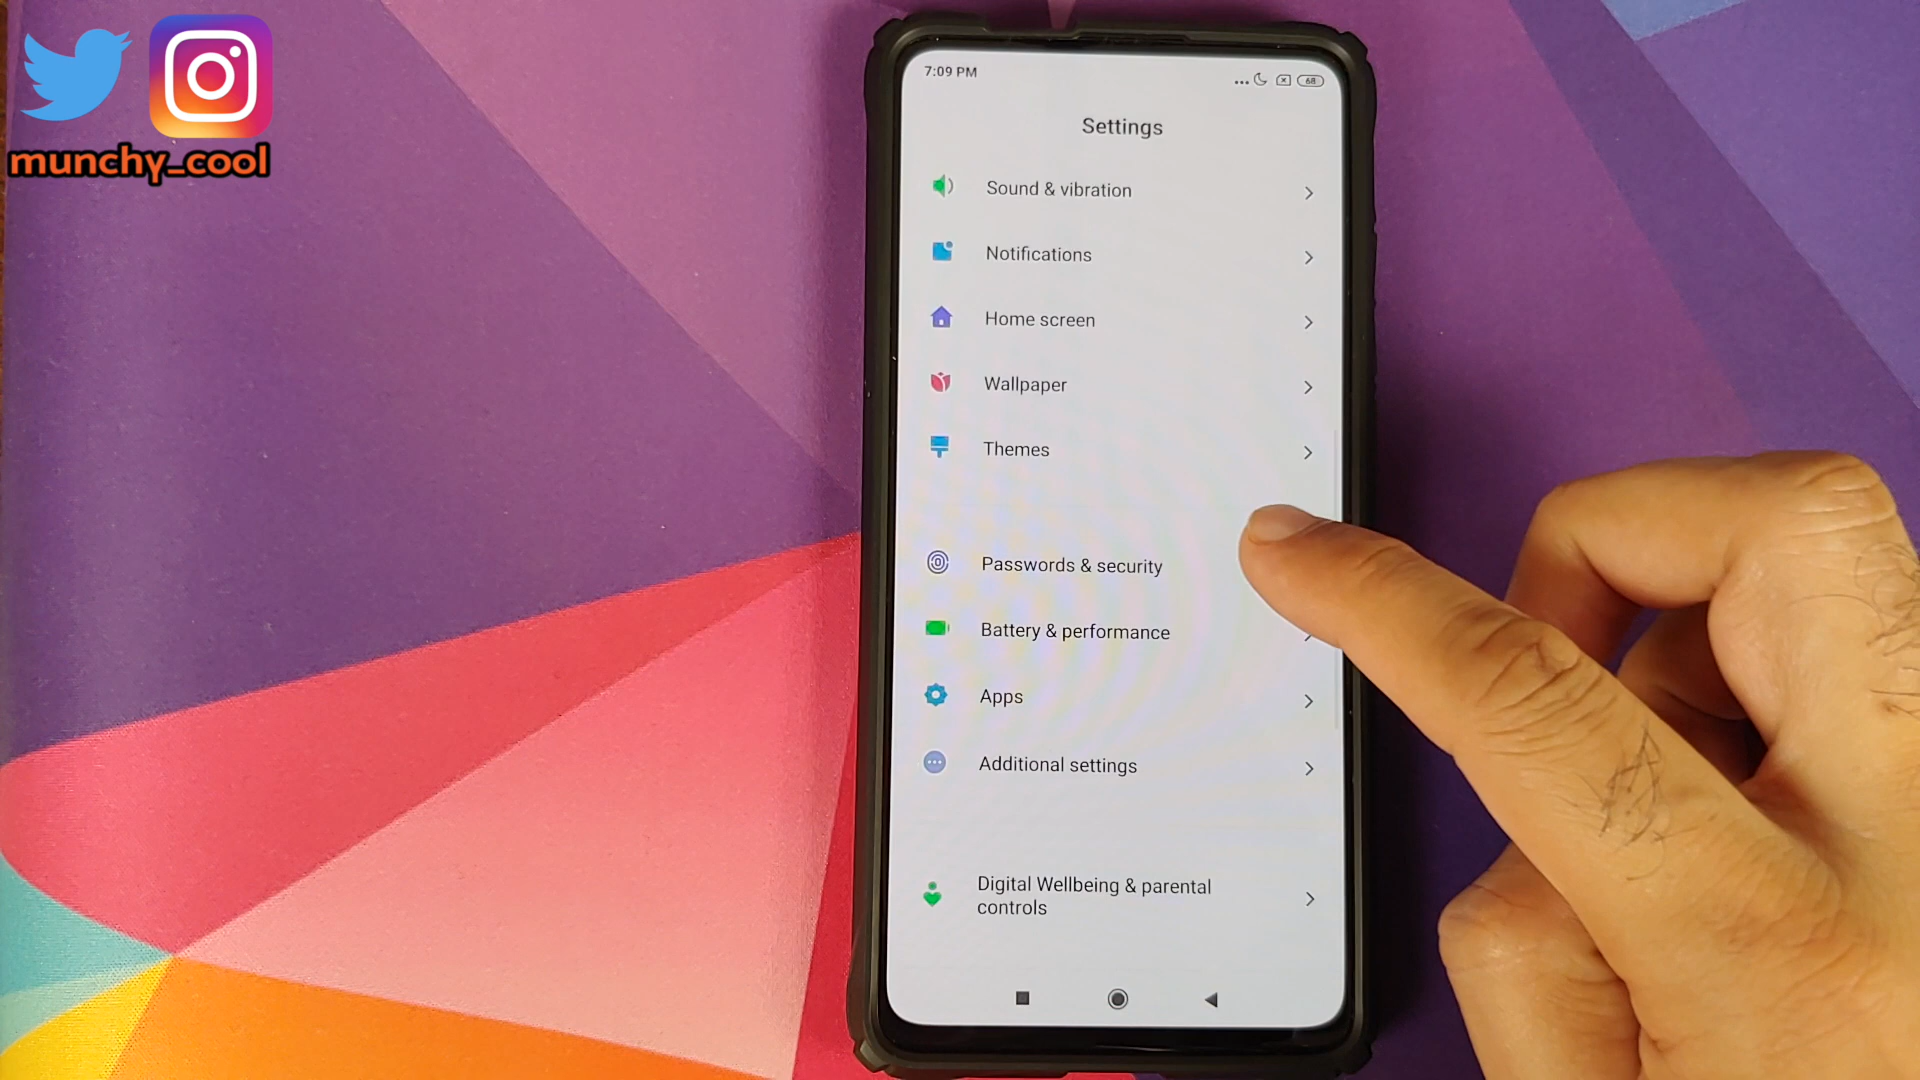 munchy_cool
7:09 PM
68
Settings
Sound & vibration
Notifications
Home screen
Wallpaper
Themes
Passwords & security
Battery & performance
Apps
Additional settings
Digital Wellbeing & parental
controls